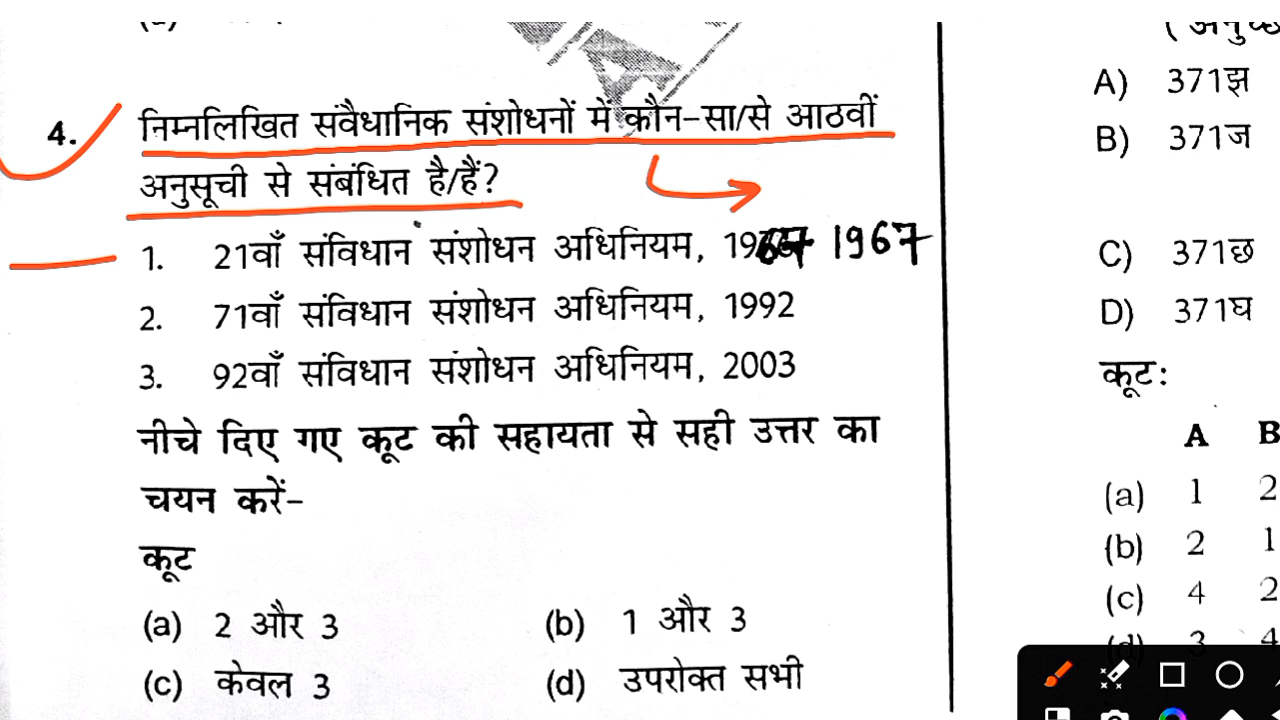 4. निम्नलिखित संवैधानिक संशोधनों में कौन-सा/से आठवीं
अनुसूची से संबंधित है/हैं?
1. 21वाँ संविधान संशोधन अधिनियम, 1967
2. 71वाँ संविधान संशोधन अधिनियम, 1992
3. 92वाँ संविधान संशोधन अधिनियम, 2003
नीचे दिए गए कूट की सहायता से सही उत्तर का
चयन करें-
कूट
(a) 2 और 3 (b) 1 और 3
(c) केवल 3 (d) उपरोक्त सभी
A) 371झ
B) 371ज
C) 371छ
D) 371घ
कूट:
A B
(a) 1 2
(b) 2 1
(c) 4 2
(d) 3 4